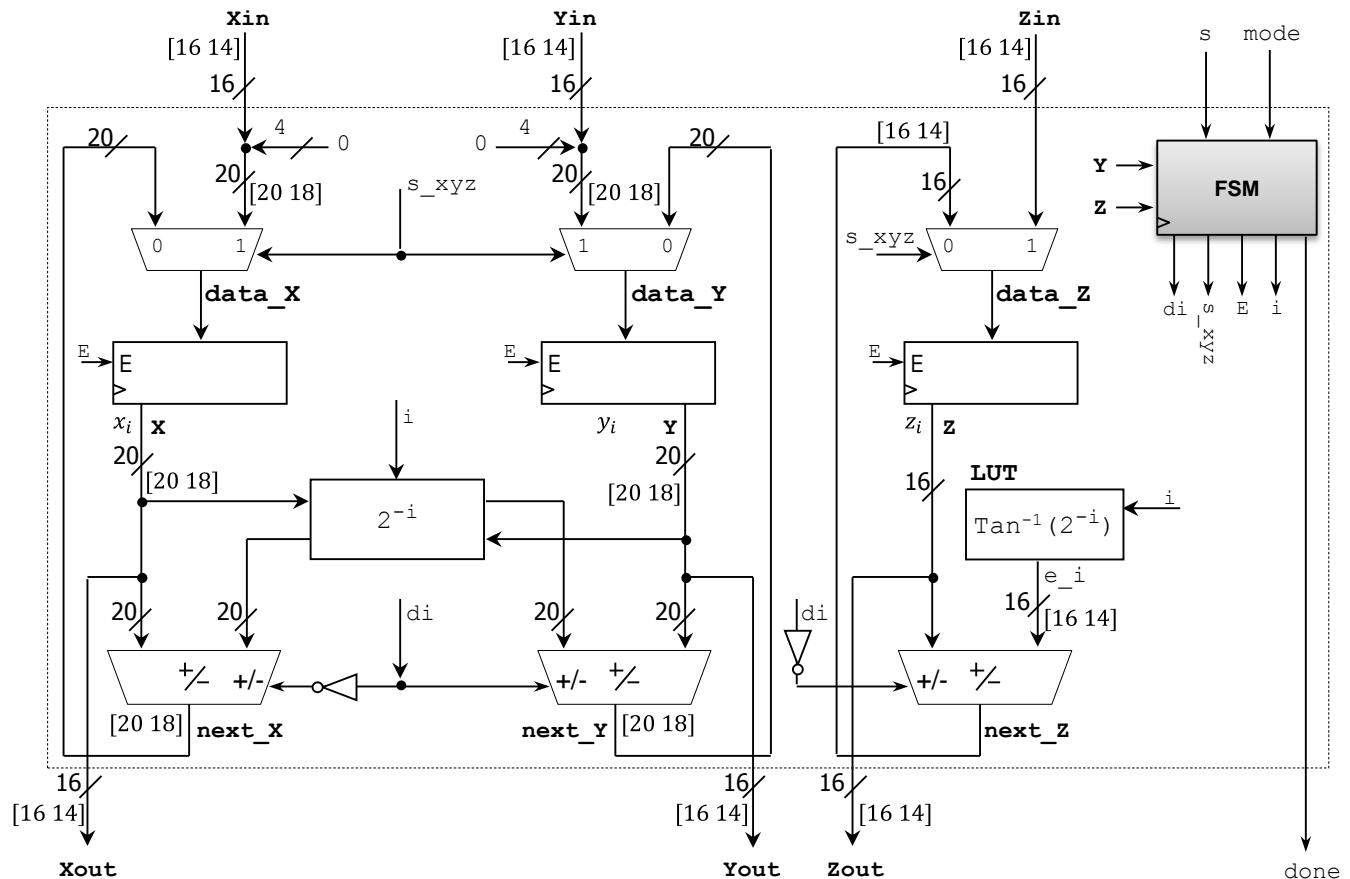 Xin
Yin
Zin
[16 14]
[16 14]
[16 14]
s
mode
16
16
16
20
4
0
0
4
20
[16 14]
20
[20 18]
20
[20 18]
s_xyz
16
Y
Z
FSM
0
1
1
0
s_xyz
0
1
data_X
data_Y
data_Z
di
s_xyz
E
i
E
E
E
E
E
E
xᵢ
X
i
yᵢ
Y
zᵢ
Z
20
[20 18]
20
[20 18]
16
LUT
2⁻ⁱ
Tan⁻¹(2⁻ⁱ)
i
e_i
20
20
di
20
20
di
16
[16 14]
+/−
+/-
+/-
+/−
+/-
+/−
[20 18]
next_X
next_Y
[20 18]
next_Z
16
[16 14]
16
[16 14]
16
[16 14]
Xout
Yout
Zout
done